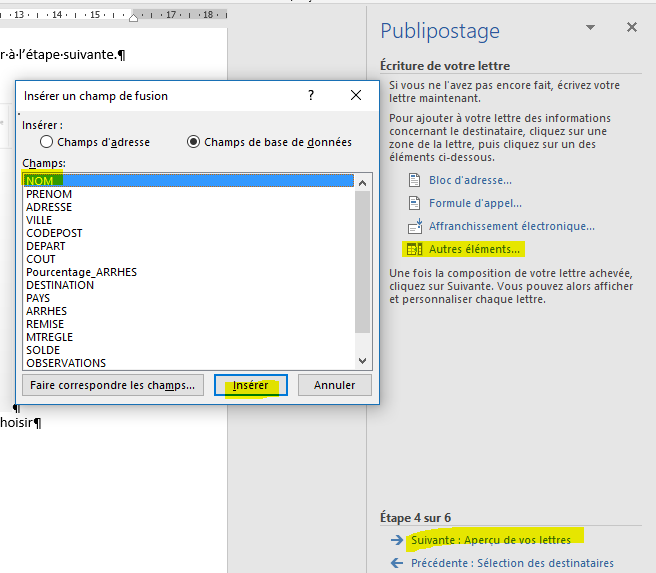 13 · 14 · 15 · 16 · 17 · 18
Publipostage
r·à·l'étape·suivante.¶
Écriture de votre lettre
Si vous ne l'avez pas encore fait, écrivez votre
lettre maintenant.
Pour ajouter à votre lettre des informations
concernant le destinataire, cliquez sur une
zone de la lettre, puis cliquez sur un des
éléments ci-dessous.
Bloc d'adresse...
Formule d'appel...
Affranchissement électronique...
Autres éléments...
Une fois la composition de votre lettre achevée,
cliquez sur Suivante. Vous pouvez alors afficher
et personnaliser chaque lettre.
Insérer un champ de fusion
?
Insérer :
Champs d'adresse
Champs de base de données
Champs:
NOM
PRENOM
ADRESSE
VILLE
CODEPOST
DEPART
COUT
Pourcentage_ARRHES
DESTINATION
PAYS
ARRHES
REMISE
MTREGLE
SOLDE
OBSERVATIONS
Faire correspondre les champs...
Insérer
Annuler
¶
hoisir¶
Étape 4 sur 6
Suivante : Aperçu de vos lettres
Précédente : Sélection des destinataires